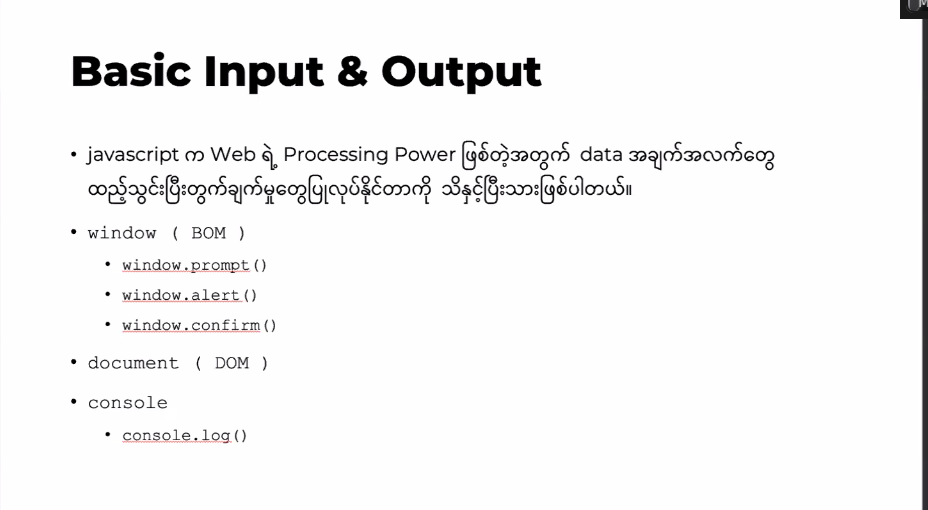 Basic Input & Output
• javascript က Web ရဲ့ Processing Power ဖြစ်တဲ့အတွက် data အချက်အလက်တွေ
ထည့်သွင်းပြီးတွက်ချက်မှုတွေပြုလုပ်နိုင်တာကို သိနှင့်ပြီးသားဖြစ်ပါတယ်။
• window ( BOM )
• window.prompt()
• window.alert()
• window.confirm()
• document ( DOM )
• console
• console.log()